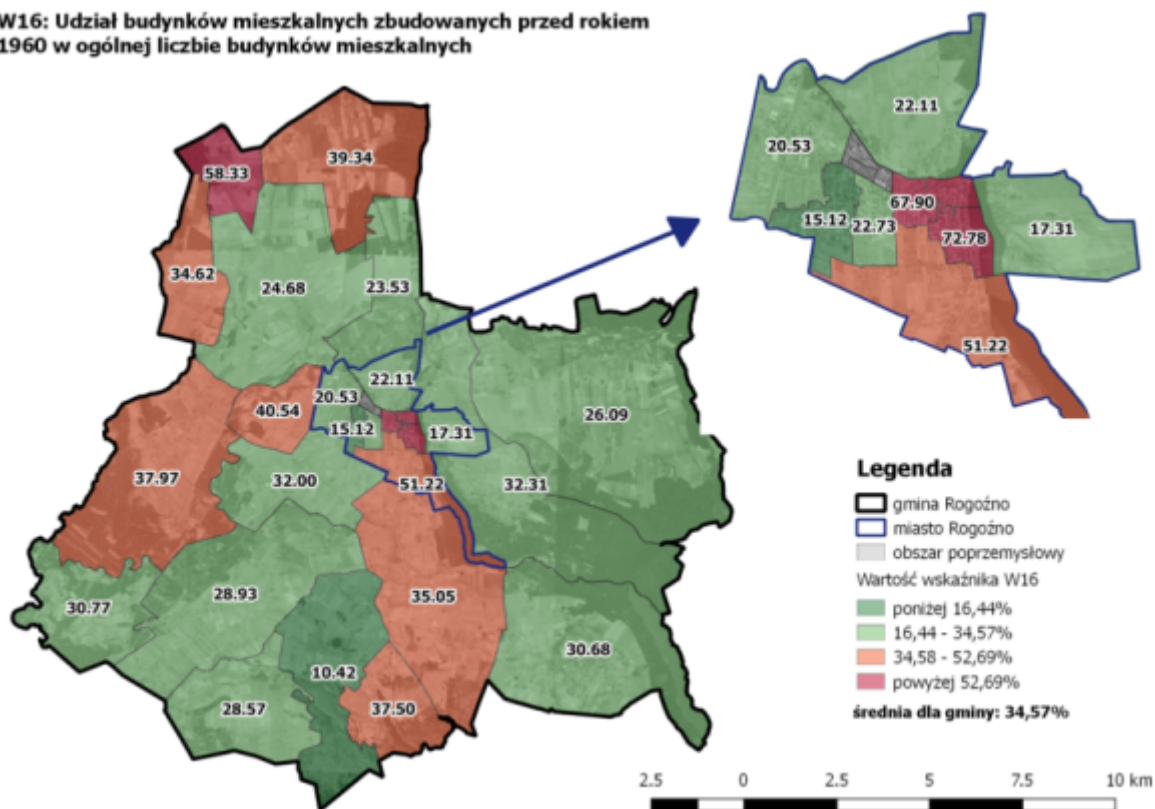 W16: Udział budynków mieszkalnych zbudowanych przed rokiem
1960 w ogólnej liczbie budynków mieszkalnych
22.11
20.53
67.90
15.12
22.73
72.78
17.31
51.22
39.34
58.33
34.62
24.68
23.53
22.11
20.53
40.54
15.12
17.31
26.09
37.97
32.00
51.22
32.31
30.77
28.93
35.05
30.68
10.42
28.57
37.50
Legenda
gmina Rogoźno
miasto Rogoźno
obszar poprzemysłowy
Wartość wskaźnika W16
poniżej 16,44%
16,44 - 34,57%
34,58 - 52,69%
powyżej 52,69%
średnia dla gminy: 34,57%
2.5 0 2.5 5 7.5 10 km